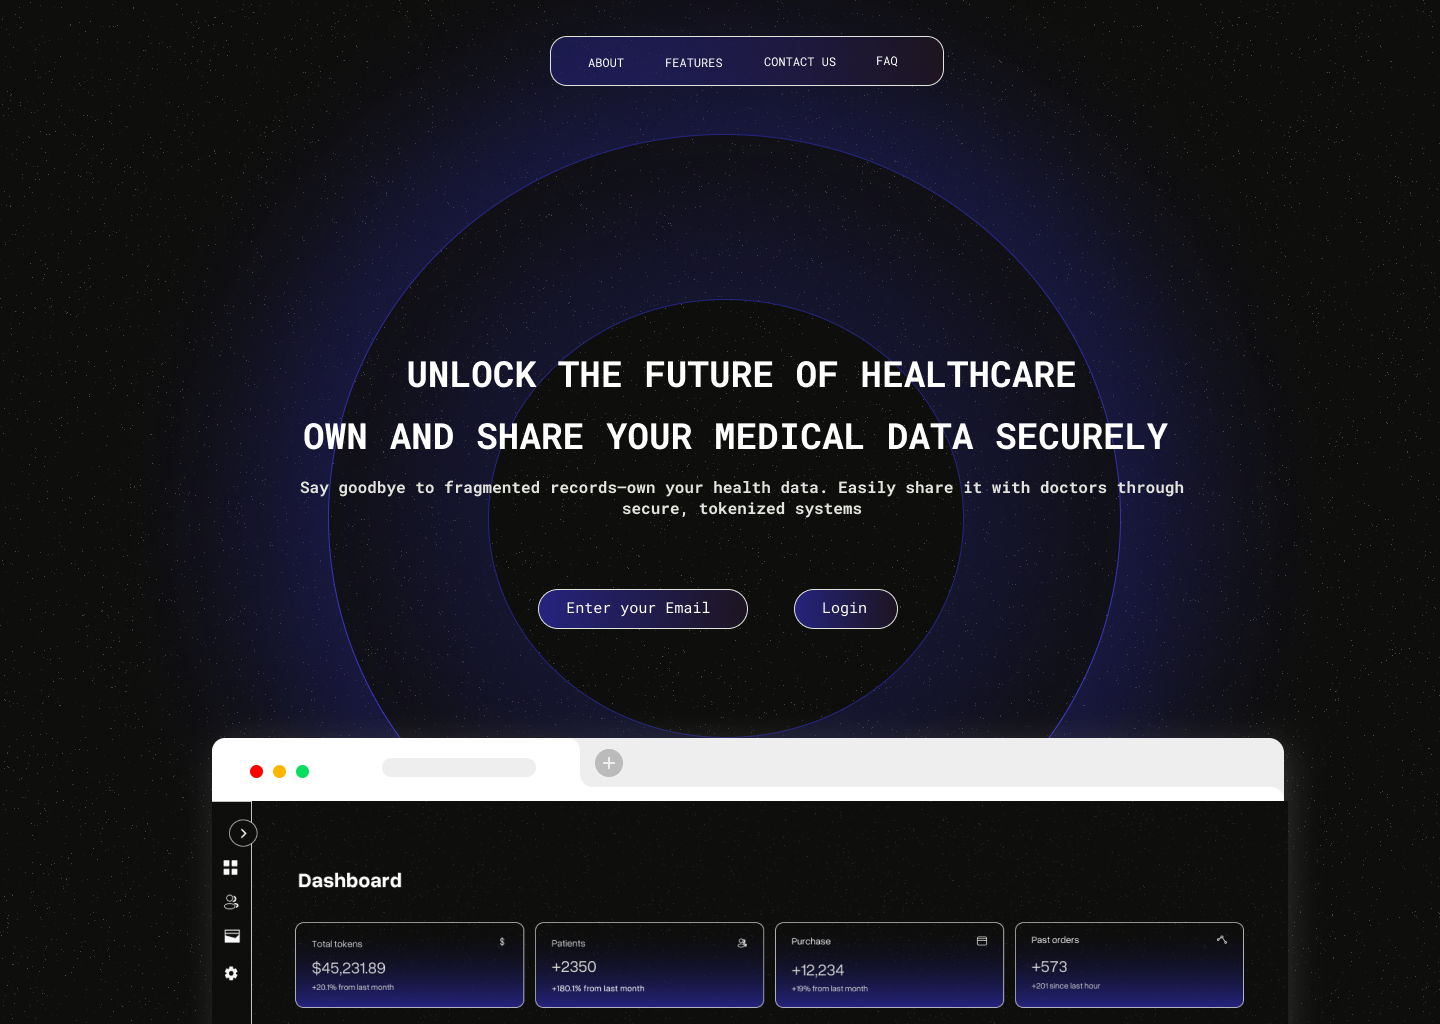 ABOUT FEATURES CONTACT US FAQ
UNLOCK THE FUTURE OF HEALTHCARE
OWN AND SHARE YOUR MEDICAL DATA SECURELY
Say goodbye to fragmented records—own your health data. Easily share it with doctors through
secure, tokenized systems
Enter your Email Login
Dashboard
Total tokens $
$45,231.89
+20.1% from last month
Patients
+2350
+180.1% from last month
Purchase
+12,234
+19% from last month
Past orders
+573
+201 since last hour